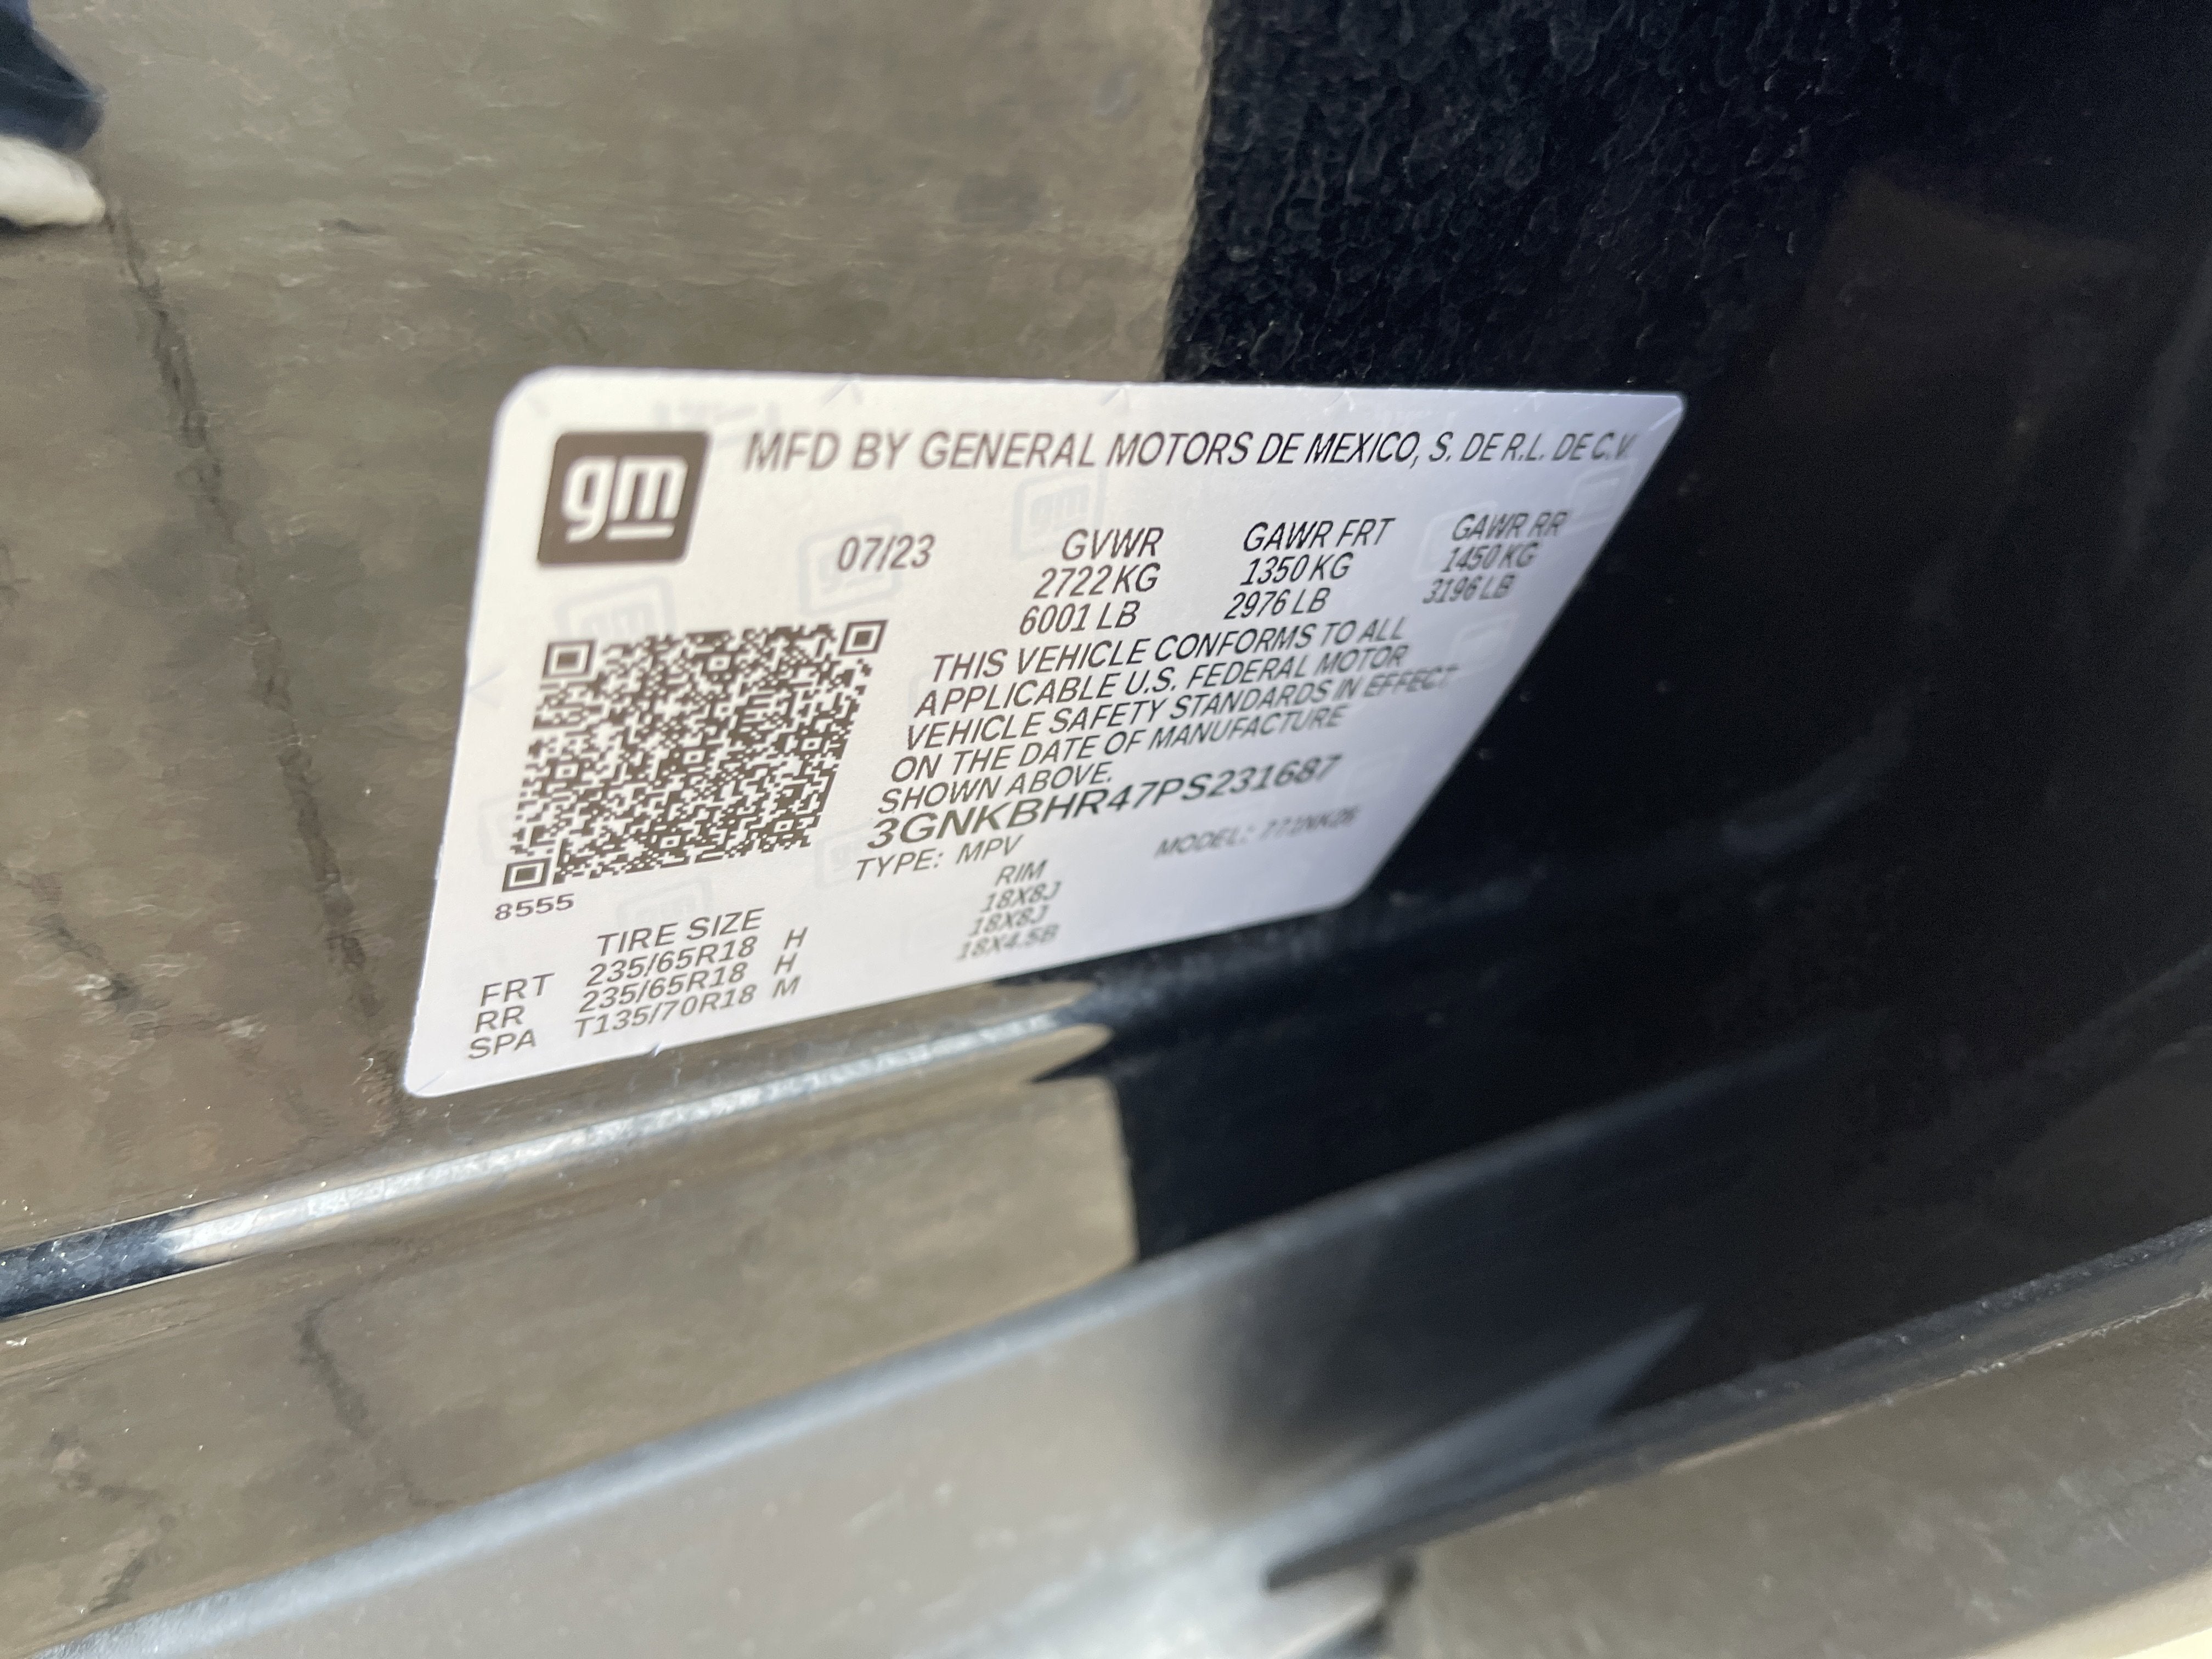 gm
MFD BY GENERAL MOTORS DE MEXICO, S. DE R.L. DE C.V.
07/23 GVWR GAWR FRT GAWR RR
2722 KG 1350 KG 1450 KG
6001 LB 2976 LB 3196 LB
THIS VEHICLE CONFORMS TO ALL
APPLICABLE U.S. FEDERAL MOTOR
VEHICLE SAFETY STANDARDS IN EFFECT
ON THE DATE OF MANUFACTURE
SHOWN ABOVE.
3GNKBHR47PS231687
TYPE: MPV MODEL:
8555
TIRE SIZE RIM
FRT 235/65R18 H 18X8J
RR 235/65R18 H 18X8J
SPA T135/70R18 M 18X4.5B